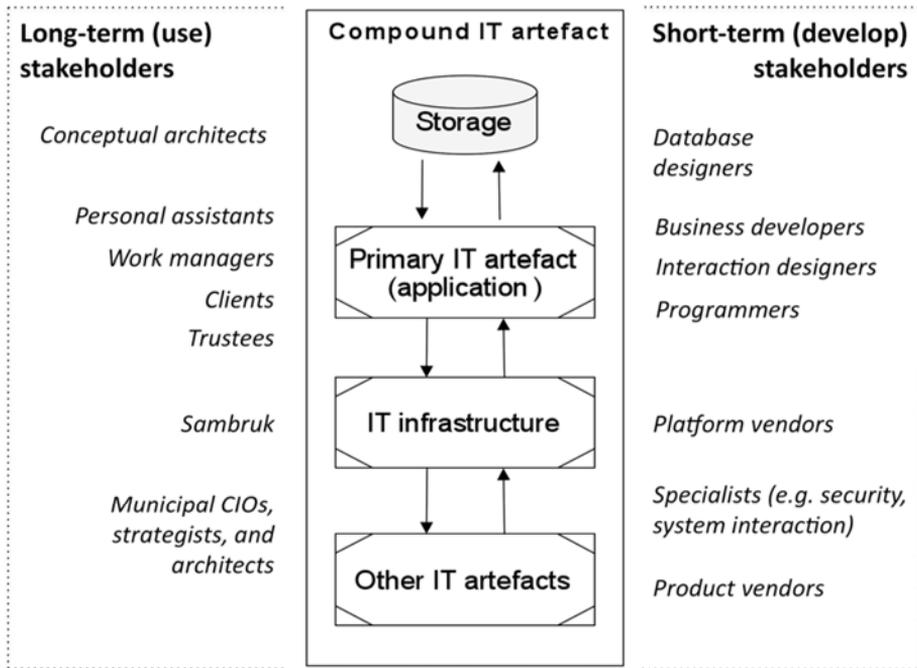 Long-term (use)
stakeholders
Conceptual architects
Personal assistants
Work managers
Clients
Trustees
Sambruk
Municipal CIOs,
strategists, and
architects
Compound IT artefact
Storage
Primary IT artefact
(application )
IT infrastructure
Other IT artefacts
Short-term (develop)
stakeholders
Database
designers
Business developers
Interaction designers
Programmers
Platform vendors
Specialists (e.g. security,
system interaction)
Product vendors